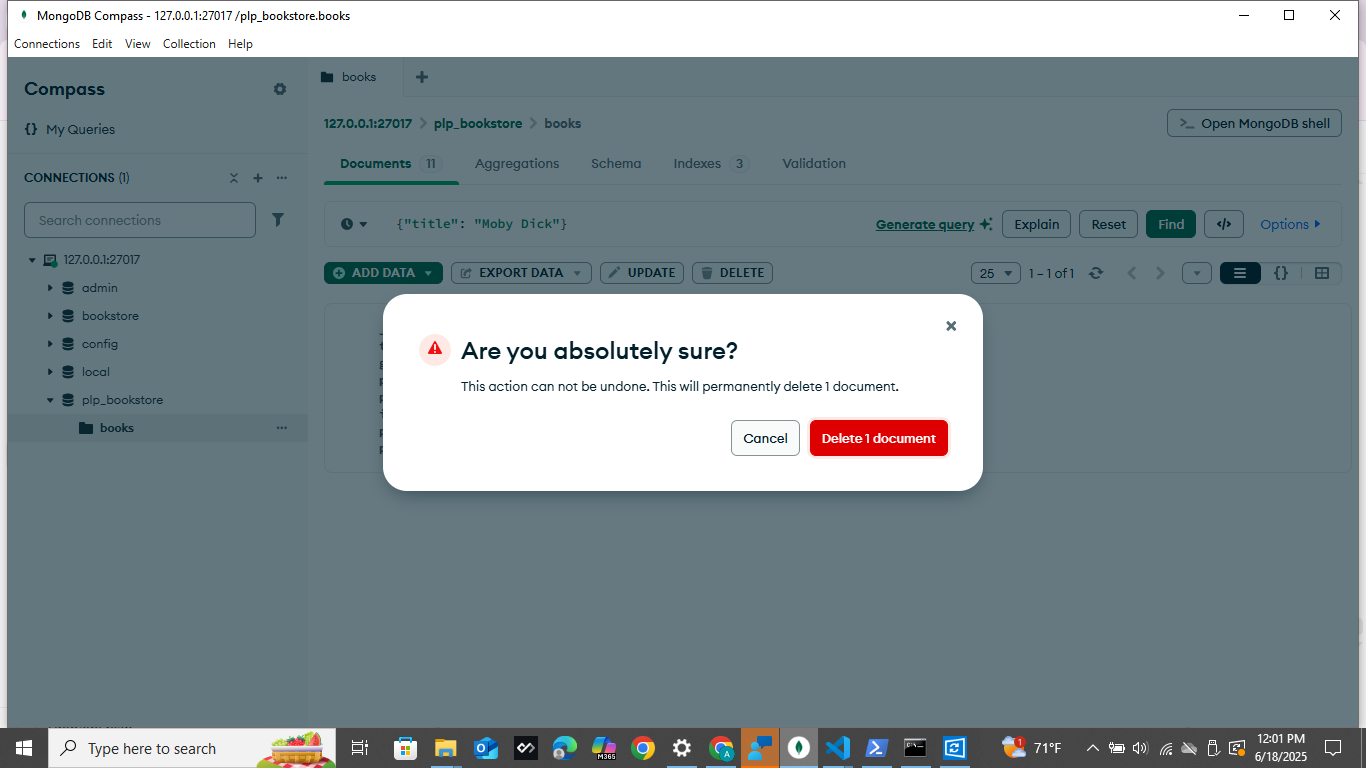 MongoDB Compass - 127.0.0.1:27017 /plp_bookstore.books
Connections Edit View Collection Help
Compass
My Queries
CONNECTIONS (1)
Search connections
127.0.0.1:27017
admin
bookstore
config
local
plp_bookstore
books
books
127.0.0.1:27017 > plp_bookstore > books
>_ Open MongoDB shell
Documents 11 Aggregations Schema Indexes 3 Validation
{"title": "Moby Dick"}
Generate query Explain Reset Find </> Options
ADD DATA EXPORT DATA UPDATE DELETE
25 1 – 1 of 1 {}
Are you absolutely sure?
This action can not be undone. This will permanently delete 1 document.
Cancel Delete 1 document
Type here to search
M365
A
1
71°F
12:01 PM
6/18/2025